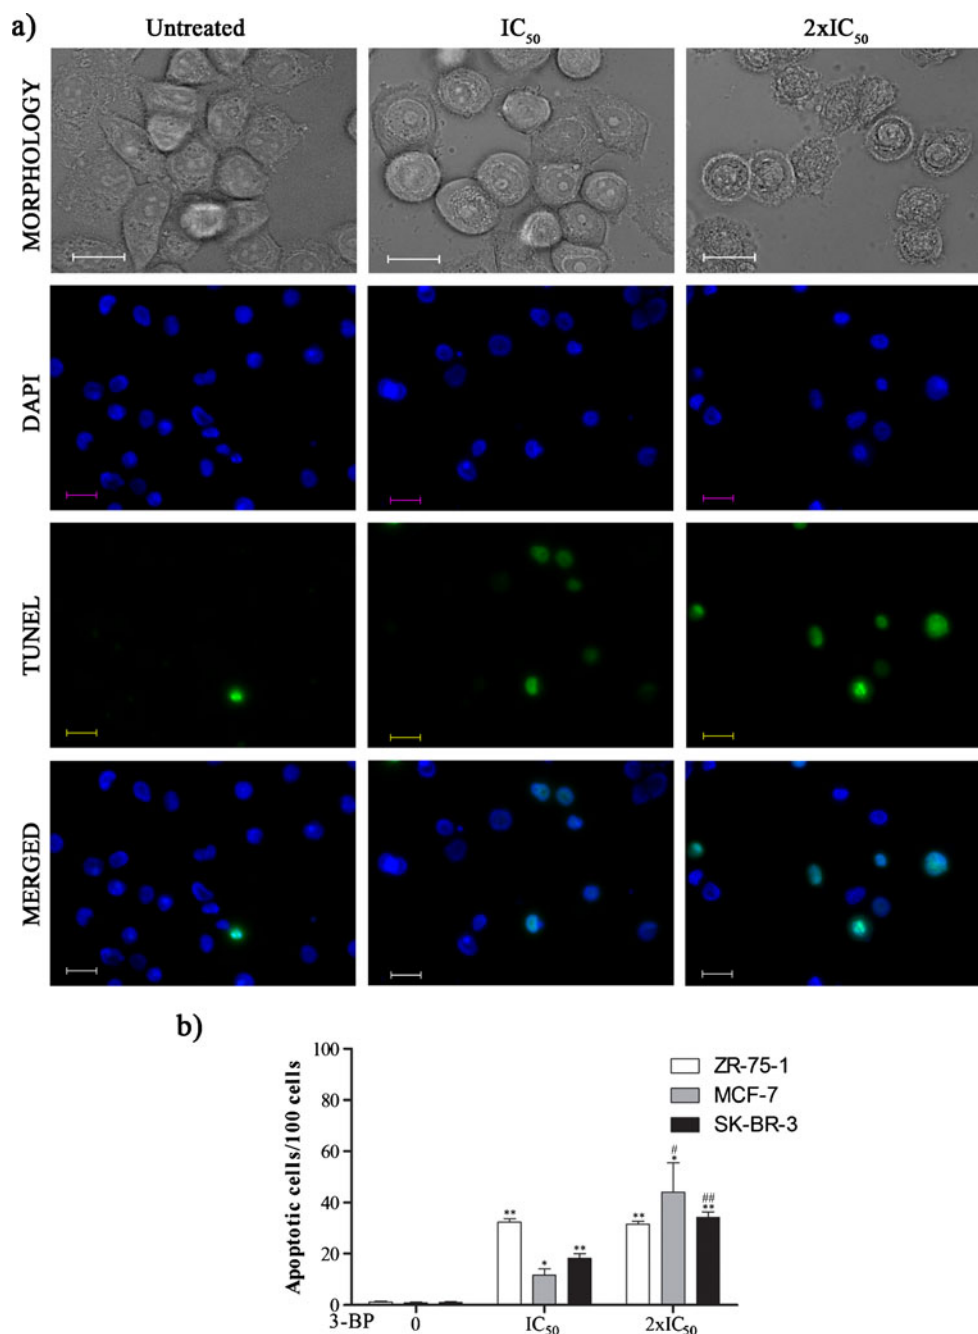 a)
Untreated
IC50
2xIC50
MORPHOLOGY
DAPI
TUNEL
MERGED
b)
Apoptotic cells/100 cells
100
80
60
40
20
0
ZR-75-1
MCF-7
SK-BR-3
**
*
**
**
#
*
##
**
3-BP
0
IC50
2xIC50